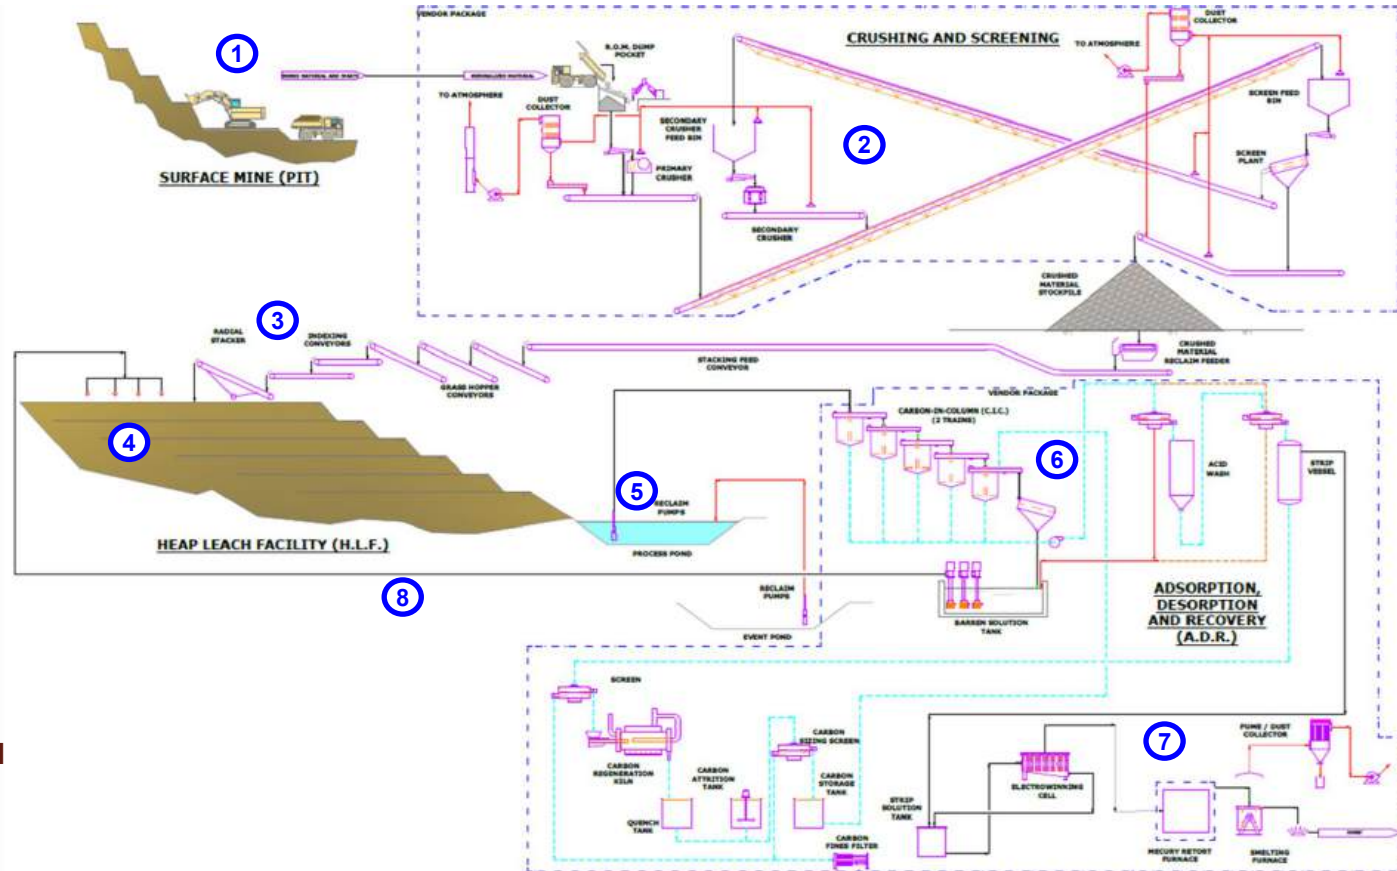 VENDOR PACKAGE
CRUSHING AND SCREENING
DUST
COLLECTOR
TO ATMOSPHERE
1
R.O.M. DUMP
POCKET
TO ATMOSPHERE
DUST
COLLECTOR
SECONDARY
CRUSHER
FEED BIN
2
SCREEN FEED
BIN
SCREEN
PLANT
PRIMARY
CRUSHER
SURFACE MINE (PIT)
SECONDARY
CRUSHER
CRUSHED
MATERIAL
STOCKPILE
3
RADIAL
STACKER
INDEXING
CONVEYORS
GRASS HOPPER
CONVEYORS
STACKING FEED
CONVEYOR
CRUSHED
MATERIAL
RECLAIM FEEDER
VENDOR PACKAGE
CARBON-IN-COLUMN (C.I.C.)
(2 TRAINS)
4
5
6
RECLAIM
PUMPS
ACID
WASH
STRIP
VESSEL
HEAP LEACH FACILITY (H.L.F.)
PROCESS POND
8
RECLAIM
PUMPS
EVENT POND
BARREN SOLUTION
TANK
ADSORPTION,
DESORPTION
AND RECOVERY
(A.D.R.)
SCREEN
CARBON
REGENERATION
KILN
CARBON
ATTRITION
TANK
QUENCH
TANK
CARBON
SIZING SCREEN
CARBON
STORAGE
TANK
CARBON
FINES FILTER
STRIP
SOLUTION
TANK
ELECTROWINNING
CELL
7
FUME / DUST
COLLECTOR
MECURY RETORT
FURNACE
SMELTING
FURNACE